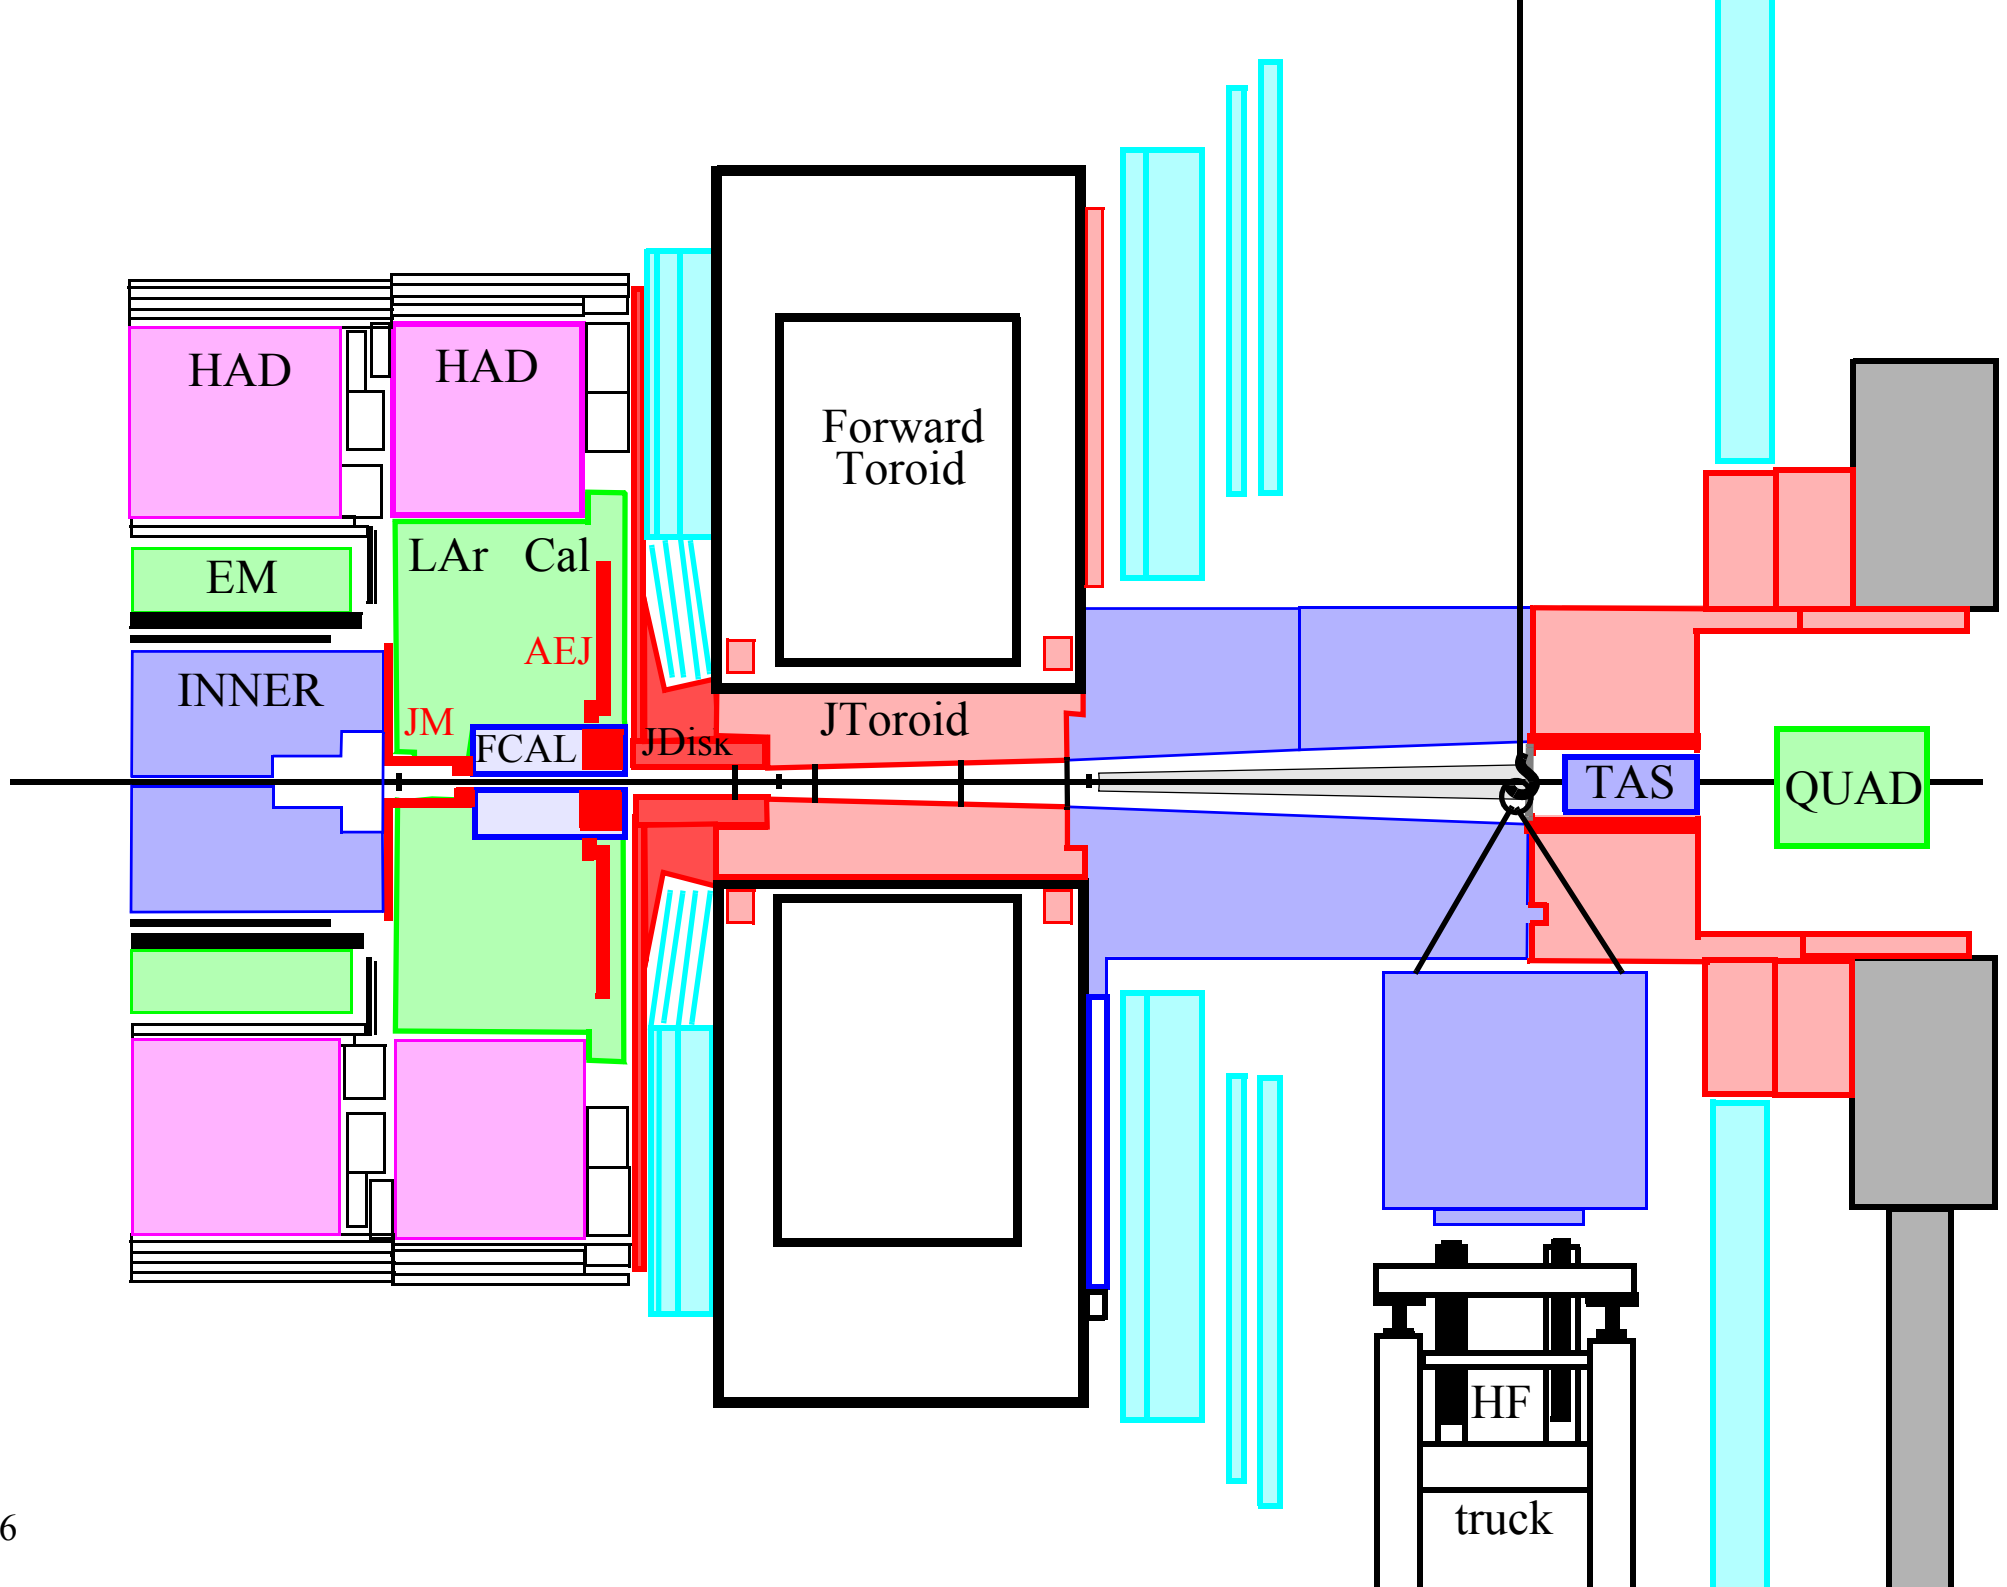 HAD
HAD
Forward
Toroid
LAr Cal
EM
AEJ
INNER
JM
JToroid
FCAL
JDisk
TAS
QUAD
HF
truck
6